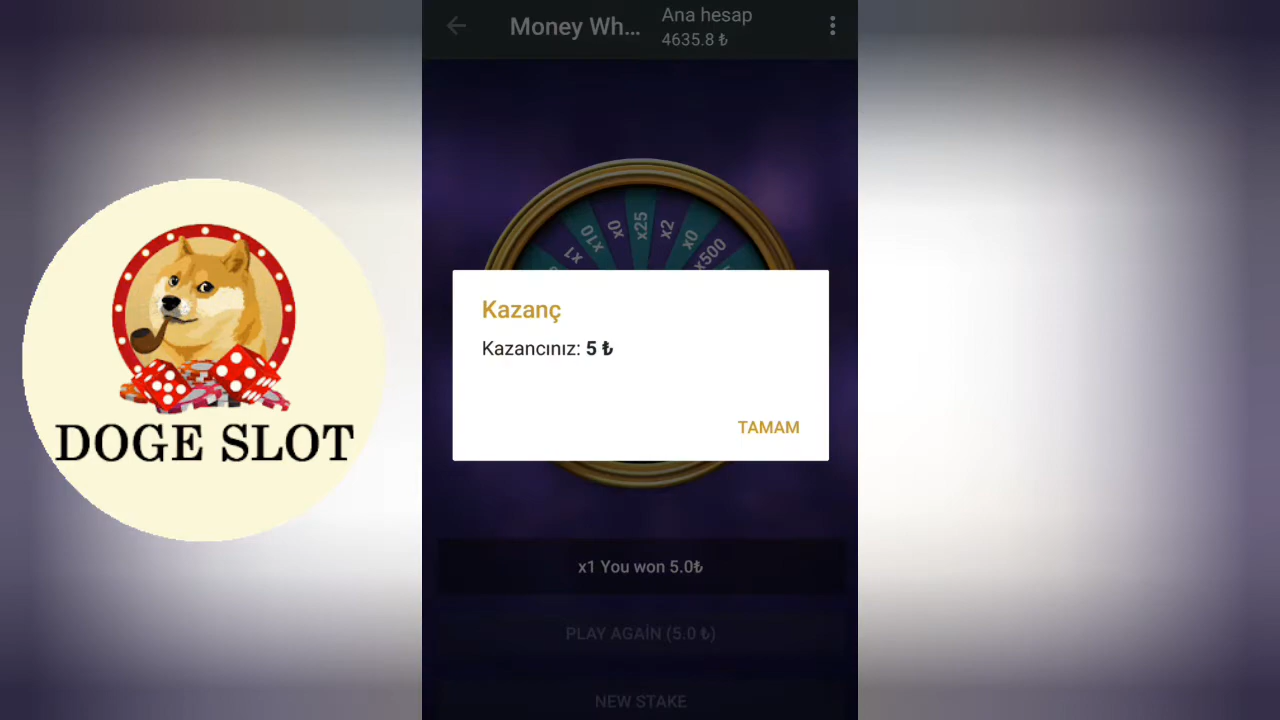 Money Wh...
Ana hesap
4635.8 ₺
x1
x10
x0
x25
x2
x0
x500
Kazanç
Kazancınız: 5 ₺
TAMAM
x1 You won 5.0₺
PLAY AGAİN (5.0 ₺)
NEW STAKE
DOGE SLOT